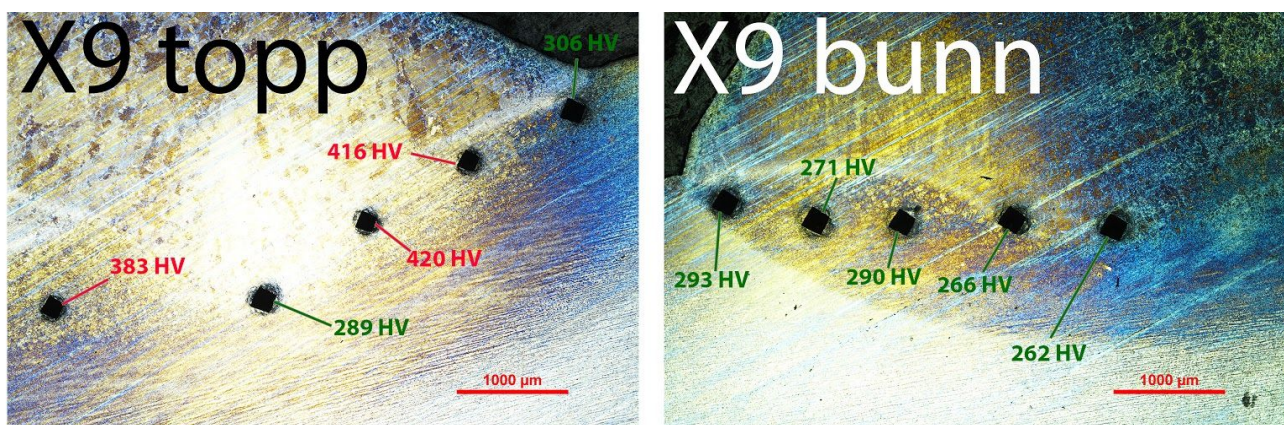 X9 topp
306 HV
416 HV
420 HV
383 HV
289 HV
1000 µm
X9 bunn
271 HV
293 HV
290 HV
266 HV
262 HV
1000 µm